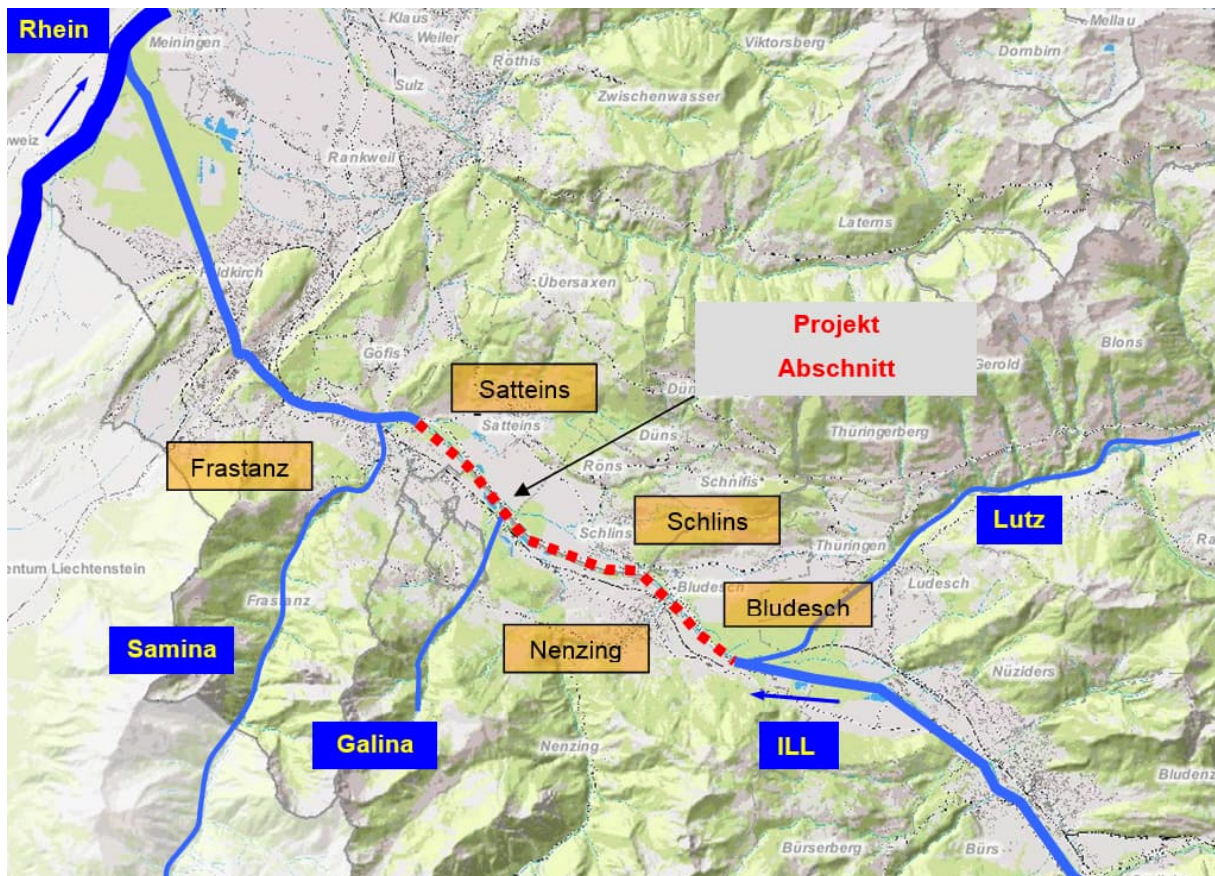 Rhein
Klaus
Weiler
Meiningen
Röthis
Viktorsberg
Mellau
Dornbirn
Sulz
Zwischenwasser
Rankweil
Laterns
Übersaxen
Projekt
Abschnitt
Göfis
Gerold
Blons
Satteins
Satteins
Düns
Thüringerberg
Frastanz
Röns
Schnifis
Schlins
Lutz
Schlins
Thüringen
Ludesch
Bludesch
Bludesch
Frastanz
Samina
Nenzing
Nüziders
Galina
Nenzing
ILL
Bürserberg
Bürs